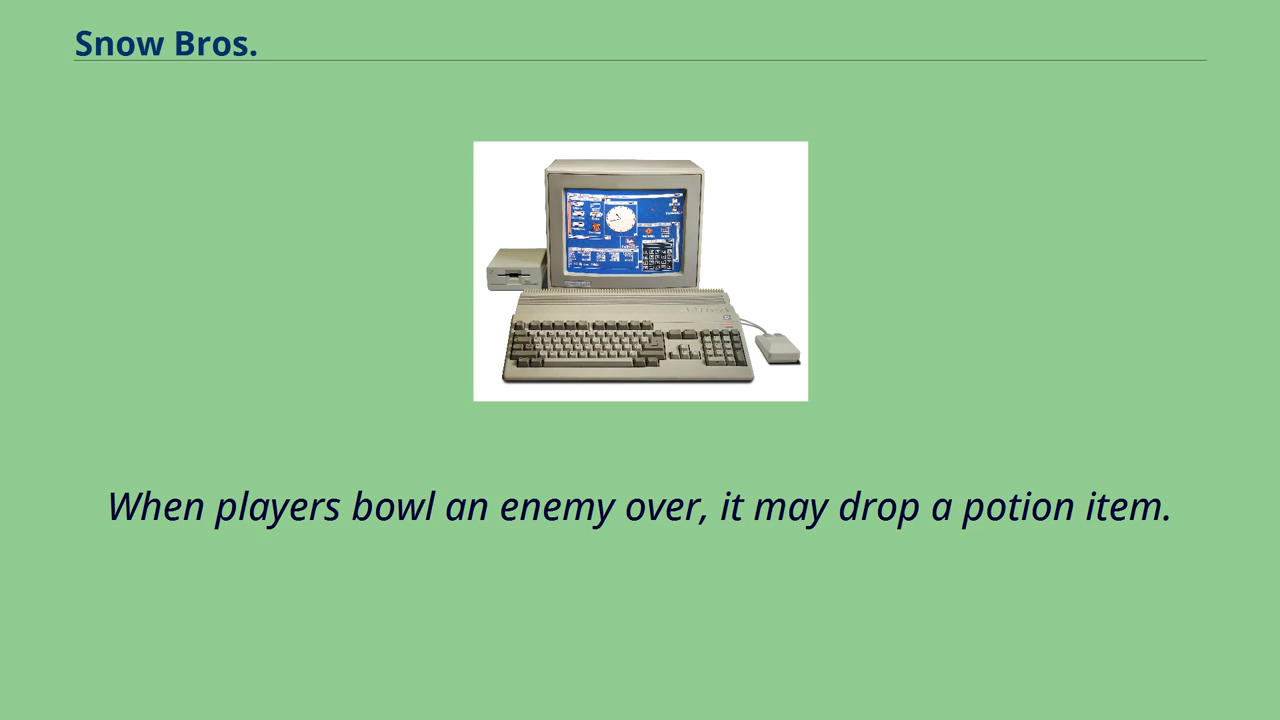 Snow Bros.
When players bowl an enemy over, it may drop a potion item.